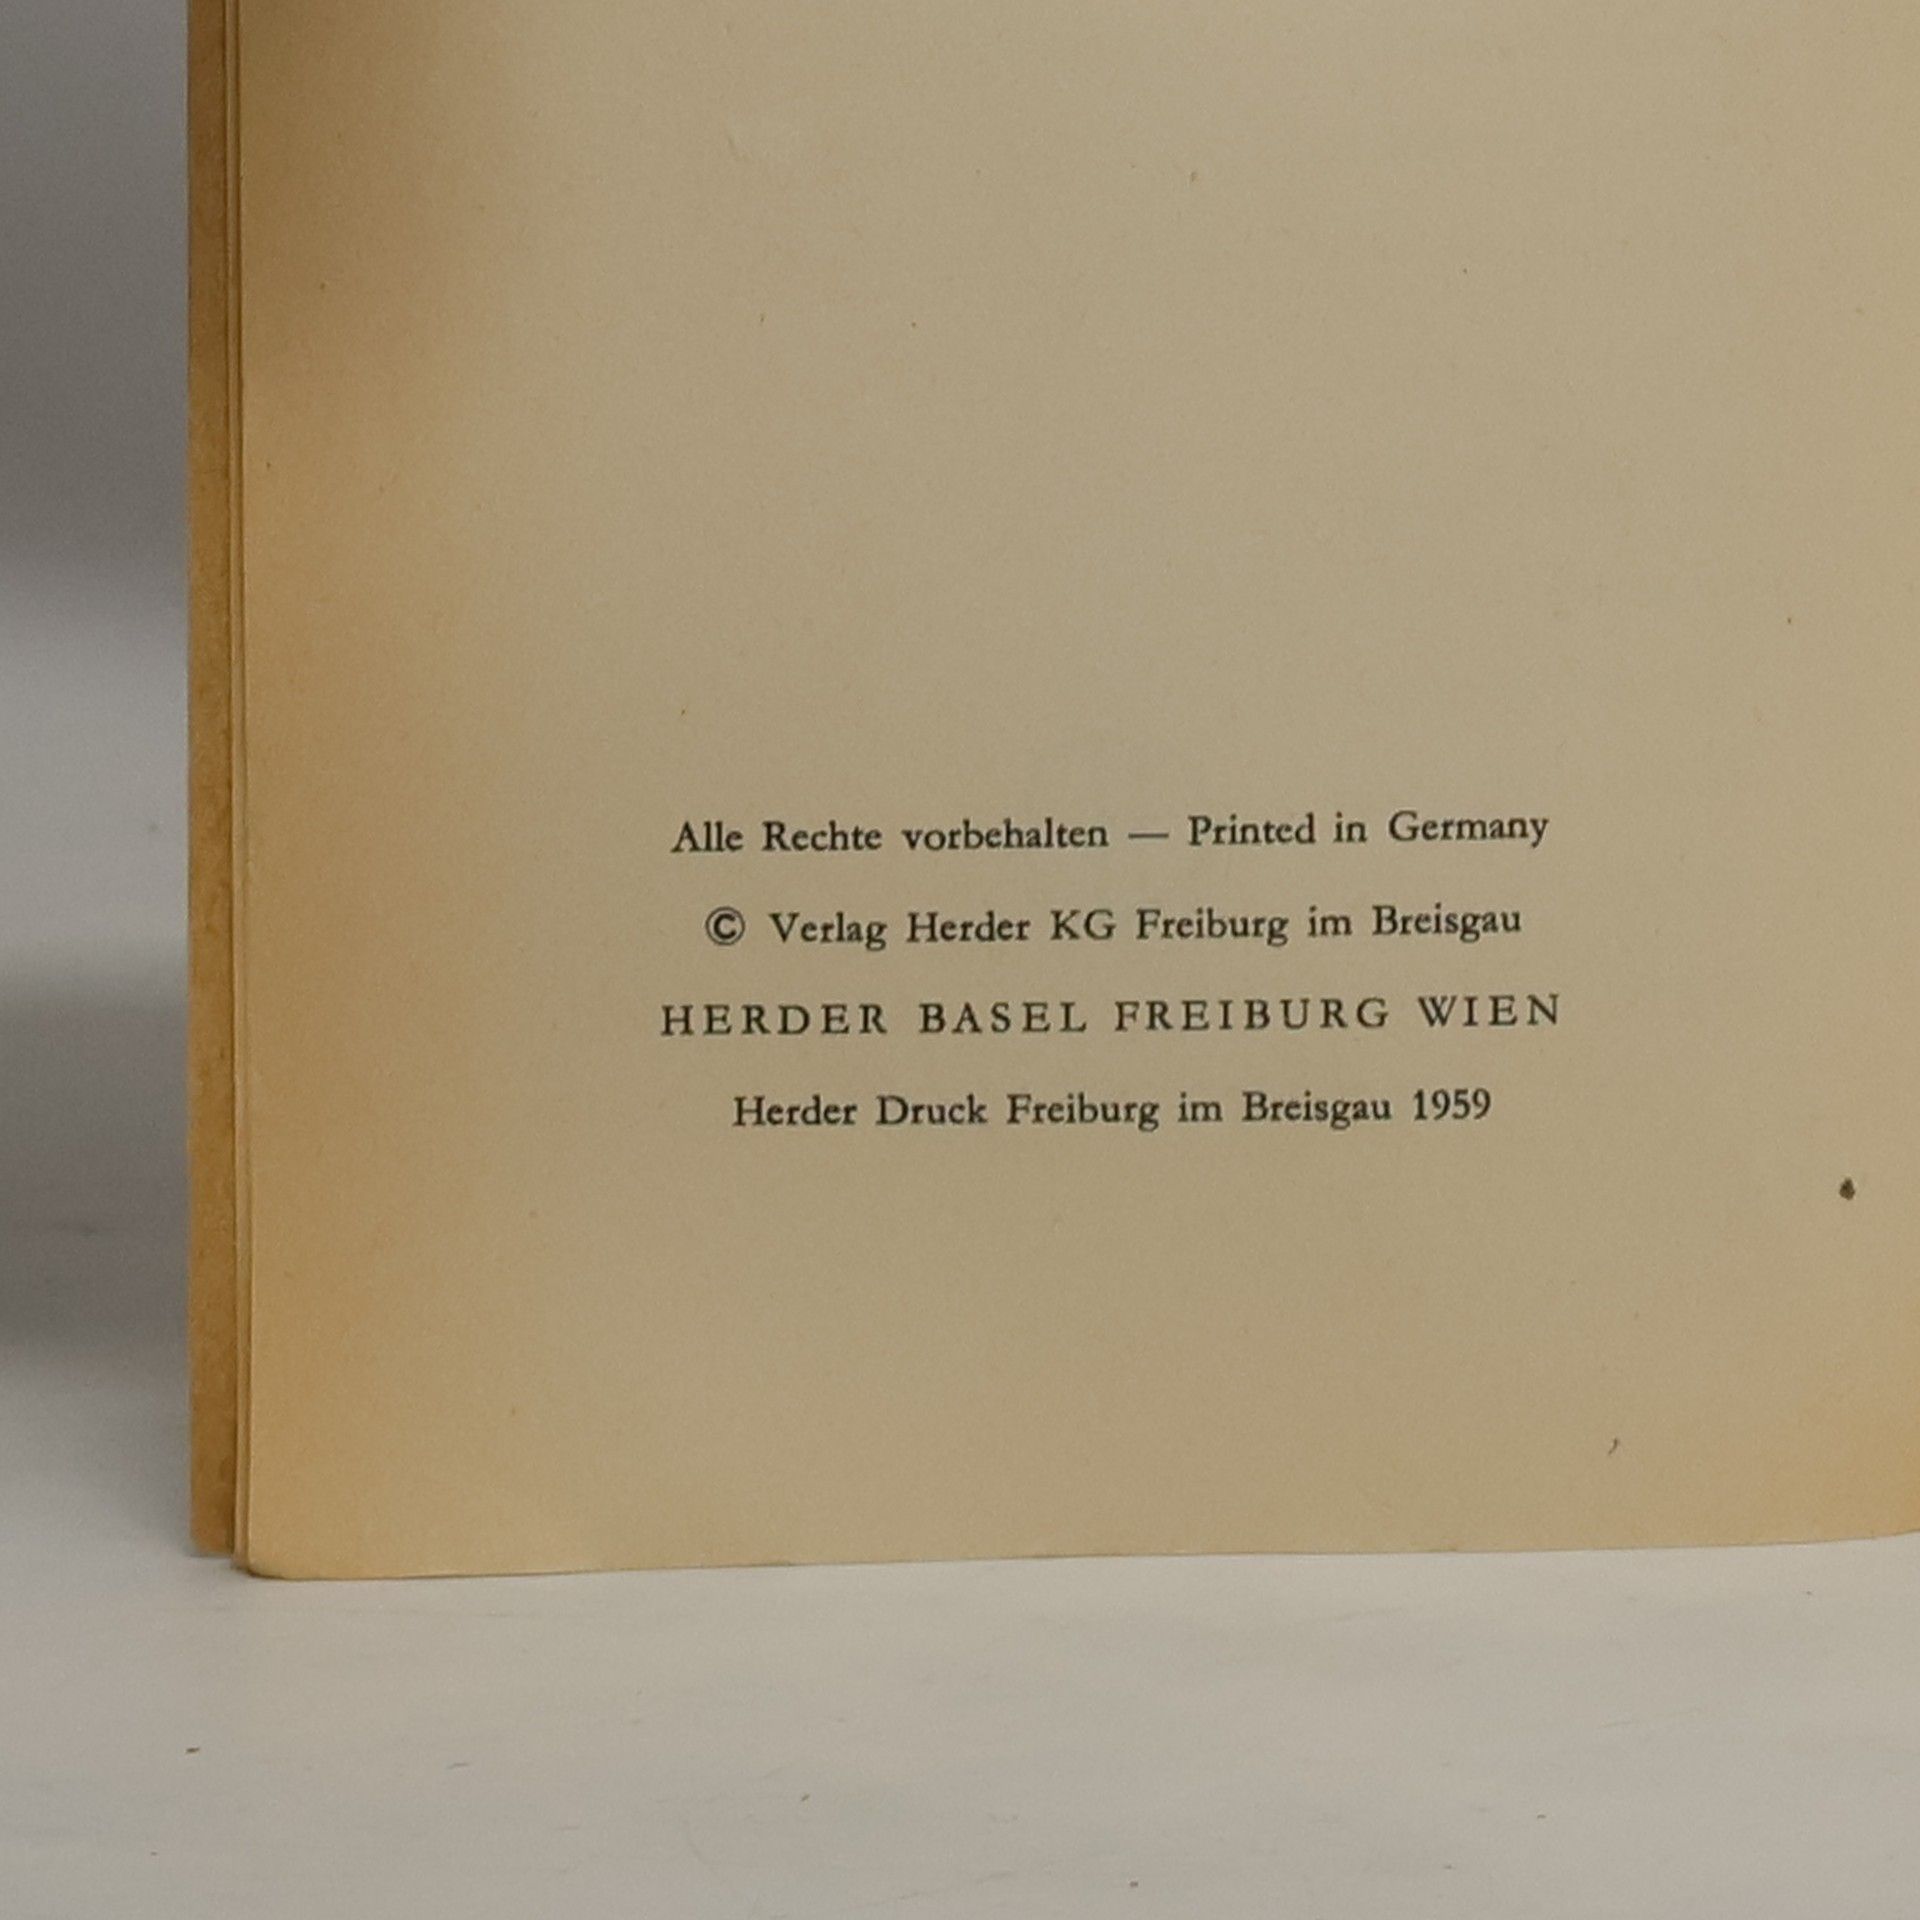 Alle Rechte vorbehalten — Printed in Germany
© Verlag Herder KG Freiburg im Breisgau
HERDER BASEL FREIBURG WIEN
Herder Druck Freiburg im Breisgau 1959